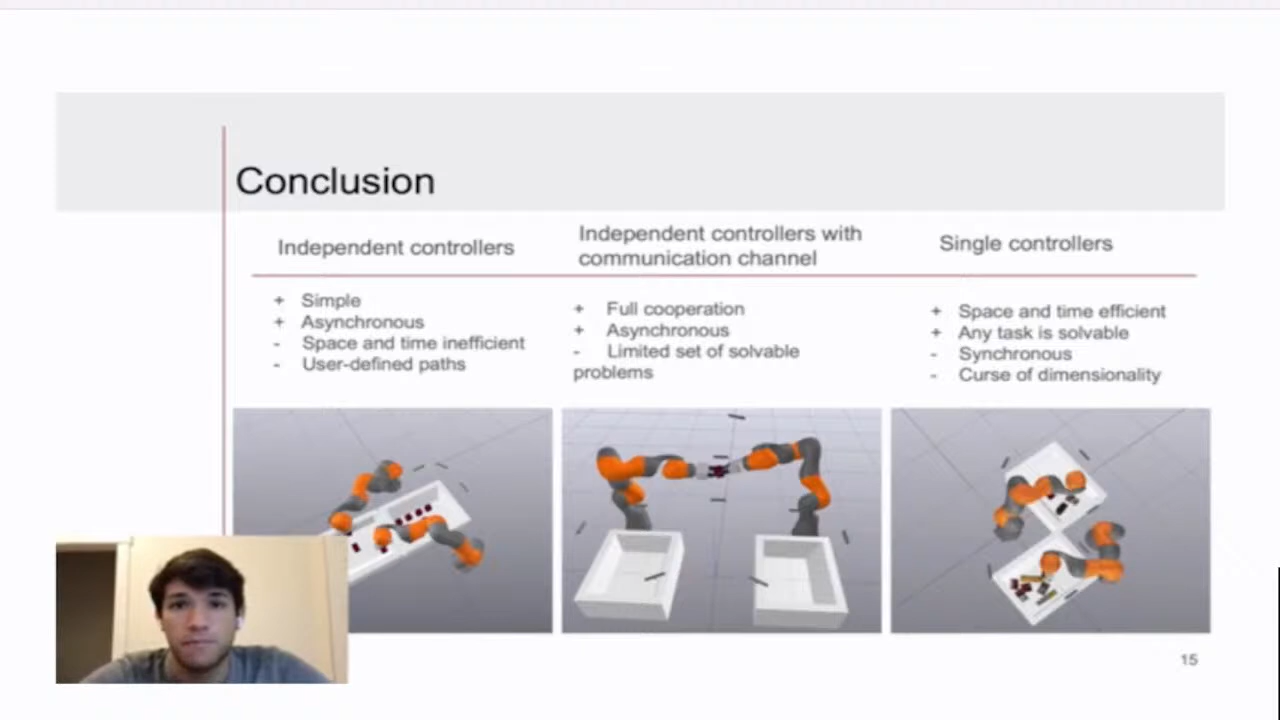 Conclusion
Independent controllers
+ Simple
+ Asynchronous
- Space and time inefficient
- User-defined paths
Independent controllers with
communication channel
+ Full cooperation
+ Asynchronous
- Limited set of solvable
problems
Single controllers
+ Space and time efficient
+ Any task is solvable
- Synchronous
- Curse of dimensionality
15